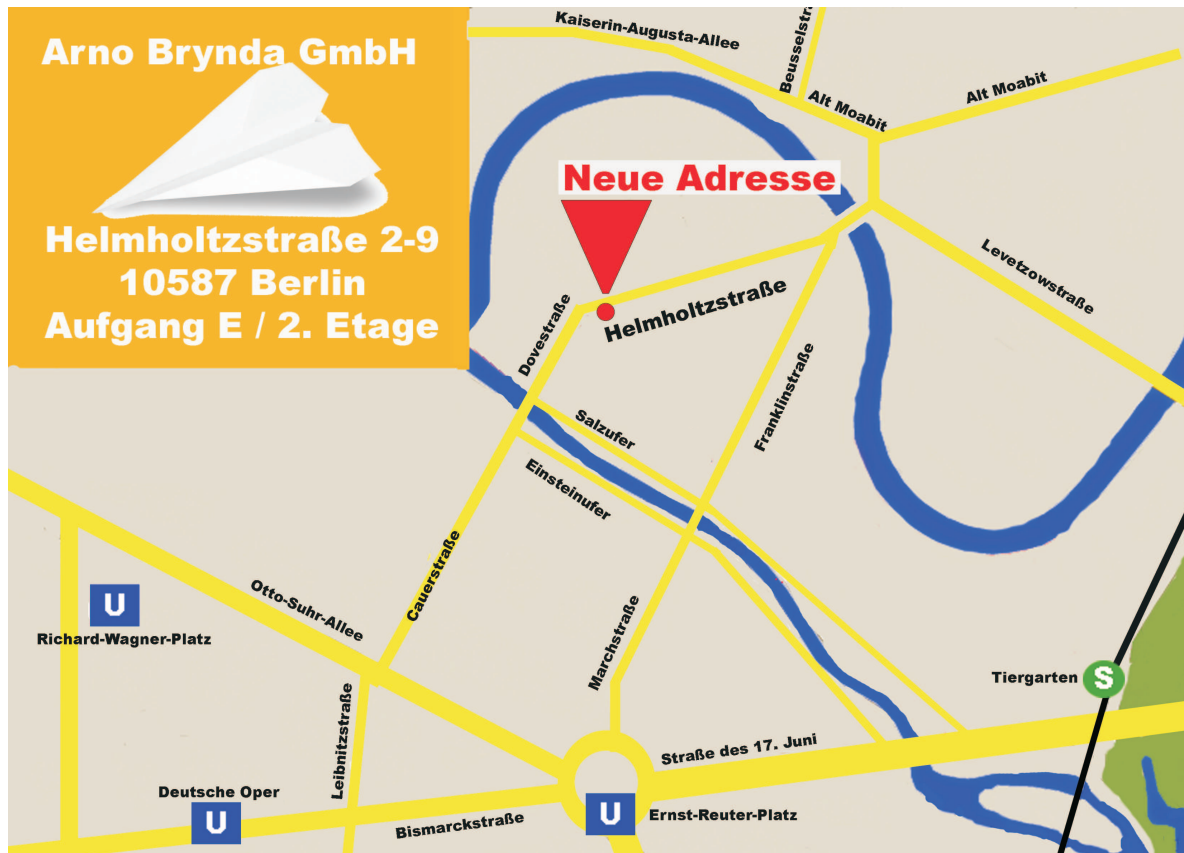 Arno Brynda GmbH
Helmholtzstraße 2-9
10587 Berlin
Aufgang E / 2. Etage
Kaiserin-Augusta-Allee
Beusselstra
Alt Moabit
Alt Moabit
Neue Adresse
Levetzowstraße
Helmholtzstraße
Dovestraße
Franklinstraße
Salzufer
Einsteinufer
Cauerstraße
Otto-Suhr-Allee
U
Richard-Wagner-Platz
Marchstraße
Tiergarten
S
Leibnitzstraße
Straße des 17. Juni
Deutsche Oper
U
Bismarckstraße
U
Ernst-Reuter-Platz